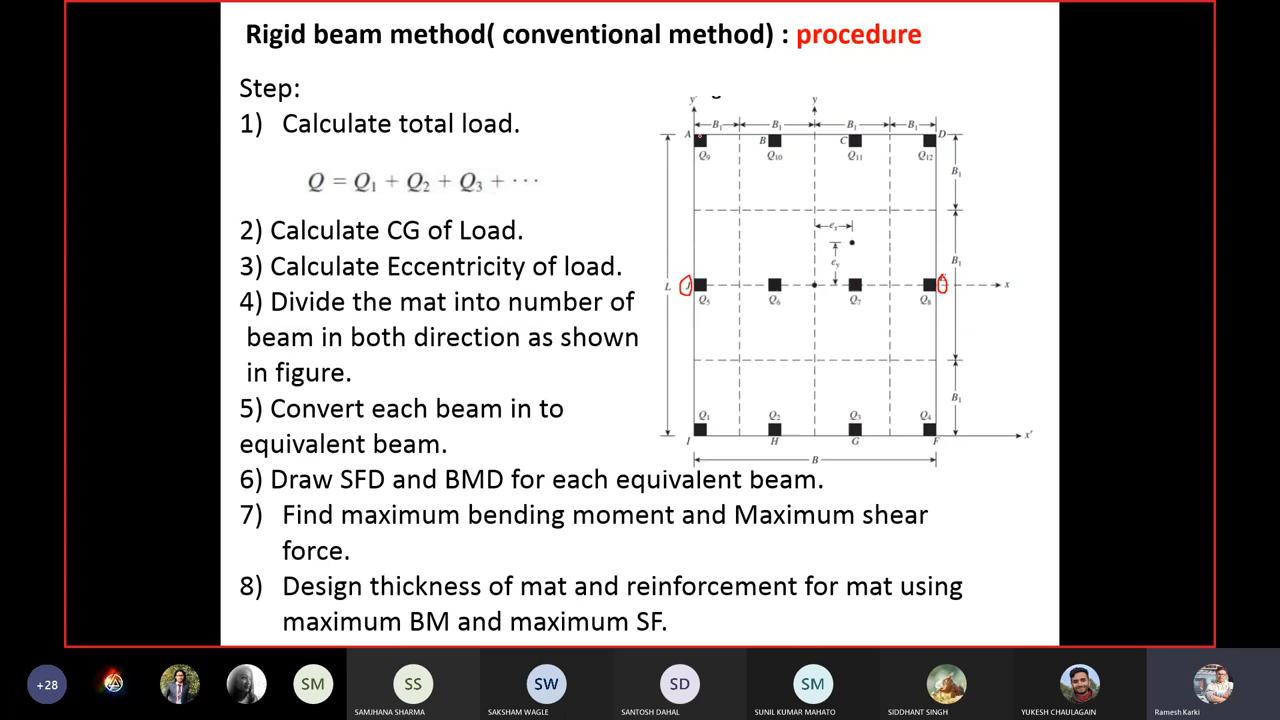 Rigid beam method( conventional method) : procedure
Step:
1) Calculate total load.
Q = Q₁ + Q₂ + Q₃ + ···
2) Calculate CG of Load.
3) Calculate Eccentricity of load.
4) Divide the mat into number of
beam in both direction as shown
in figure.
5) Convert each beam in to
equivalent beam.
6) Draw SFD and BMD for each equivalent beam.
7) Find maximum bending moment and Maximum shear
force.
8) Design thickness of mat and reinforcement for mat using
maximum BM and maximum SF.
y' y
B₁ B₁ B₁ B₁
A B C D
Q₉ Q₁₀ Q₁₁ Q₁₂
B₁
eₓ
e_y
B₁
L J x
Q₅ Q₆ Q₇ Q₈
B₁
Q₁ Q₂ Q₃ Q₄
I H G F x'
B
+28
SM
SS
SW
SD
SM
SAMJHANA SHARMA
SAKSHAM WAGLE
SANTOSH DAHAL
SUNIL KUMAR MAHATO
SIDDHANT SINGH
YUKESH CHAULAGAIN
Ramesh Karki